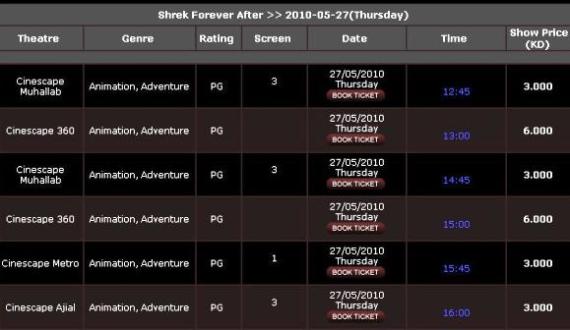 Shrek Forever After >> 2010-05-27(Thursday)
Theatre Genre Rating Screen Date Time Show Price (KD)
Cinescape Muhallab Animation, Adventure PG 3 27/05/2010 Thursday BOOK TICKET 12:45 3.000
Cinescape 360 Animation, Adventure PG 27/05/2010 Thursday BOOK TICKET 13:00 6.000
Cinescape Muhallab Animation, Adventure PG 3 27/05/2010 Thursday BOOK TICKET 14:45 3.000
Cinescape 360 Animation, Adventure PG 27/05/2010 Thursday BOOK TICKET 15:00 6.000
Cinescape Metro Animation, Adventure PG 1 27/05/2010 Thursday BOOK TICKET 15:45 3.000
Cinescape Ajial Animation, Adventure PG 3 27/05/2010 Thursday BOOK TICKET 16:00 3.000